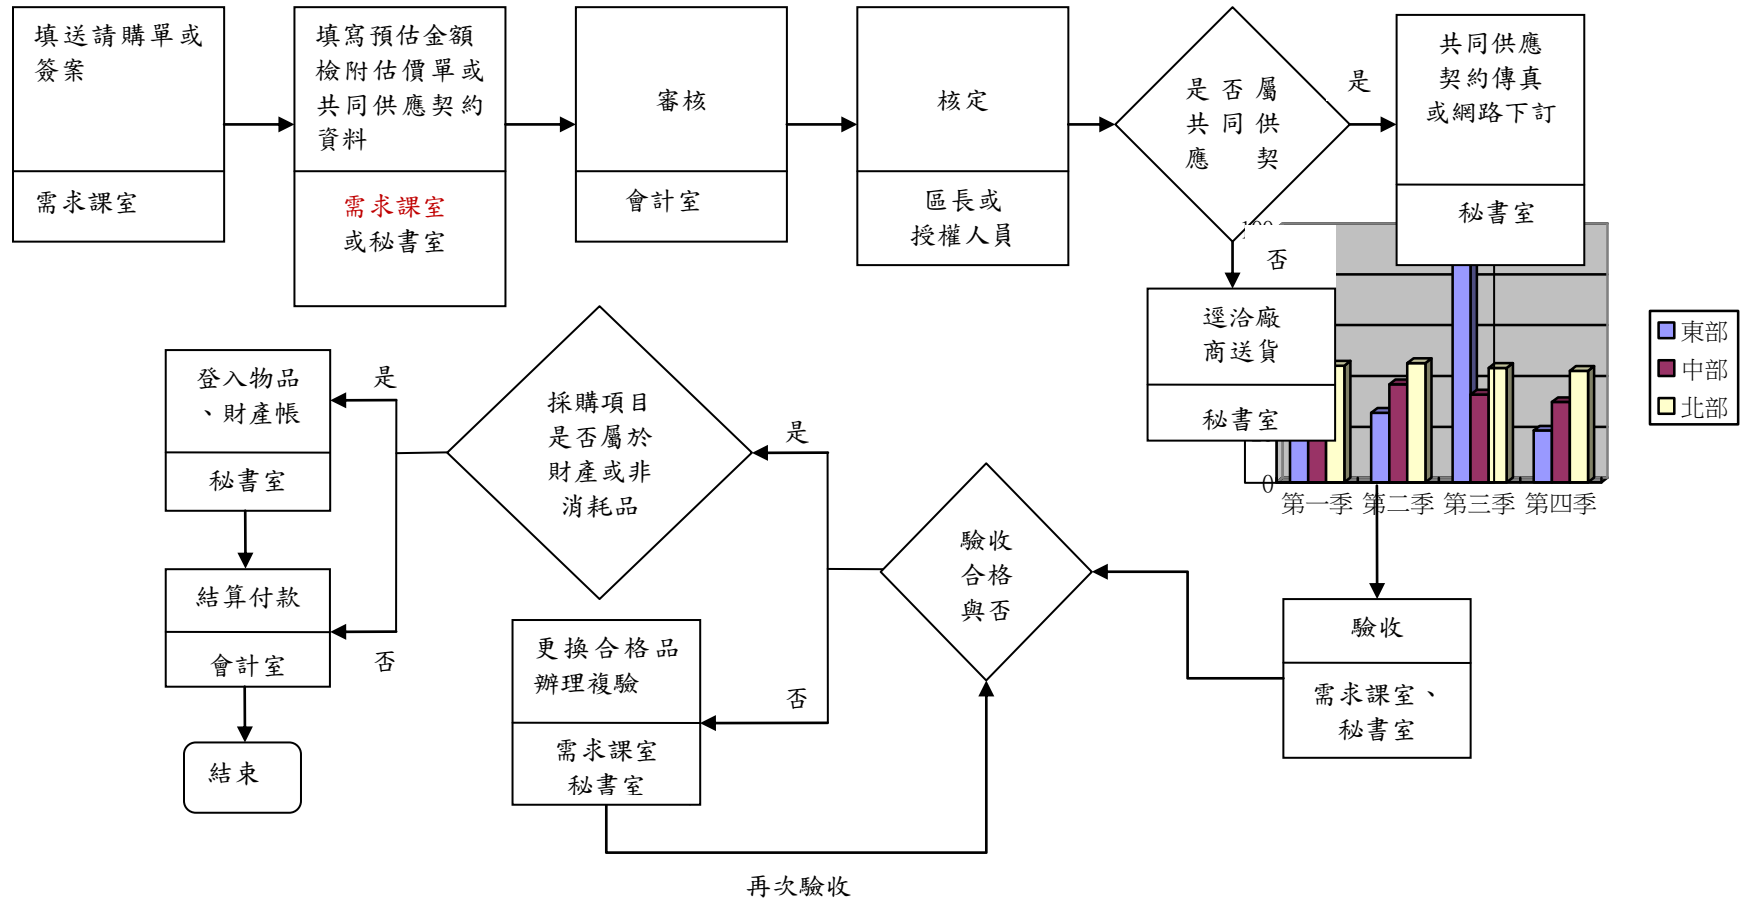 填送請購單或
簽案
需求課室
填寫預估金額
檢附估價單或
共同供應契約
資料
需求課室
或秘書室
審核
會計室
核定
區長或
授權人員
是否屬
共同供
應契
是
共同供應
契約傳真
或網路下訂
秘書室
否
逕洽廠
商送貨
秘書室
0
第一季
第二季
第三季
第四季
東部
中部
北部
驗收
需求課室、
秘書室
驗收
合格
與否
是
否
更換合格品
辦理複驗
需求課室
秘書室
再次驗收
採購項目
是否屬於
財產或非
消耗品
是
否
登入物品
、財產帳
秘書室
結算付款
會計室
結束